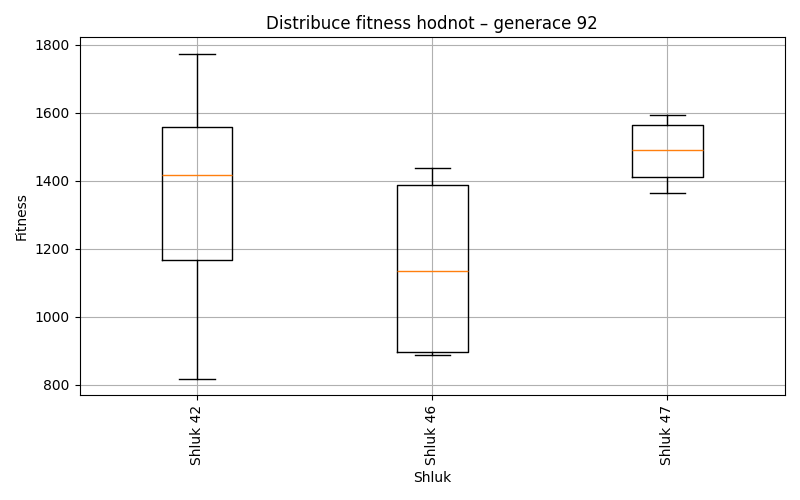 Distribuce fitness hodnot – generace 92
Fitness
1800
1600
1400
1200
1000
800
Shluk 42
Shluk 46
Shluk 47
Shluk